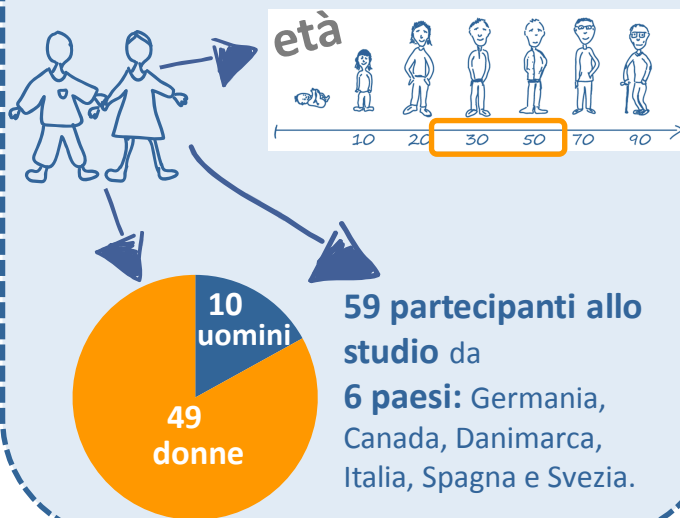 età
10 20 30 50 70 90
10
uomini
49
donne
59 partecipanti allo
studio da
6 paesi: Germania,
Canada, Danimarca,
Italia, Spagna e Svezia.